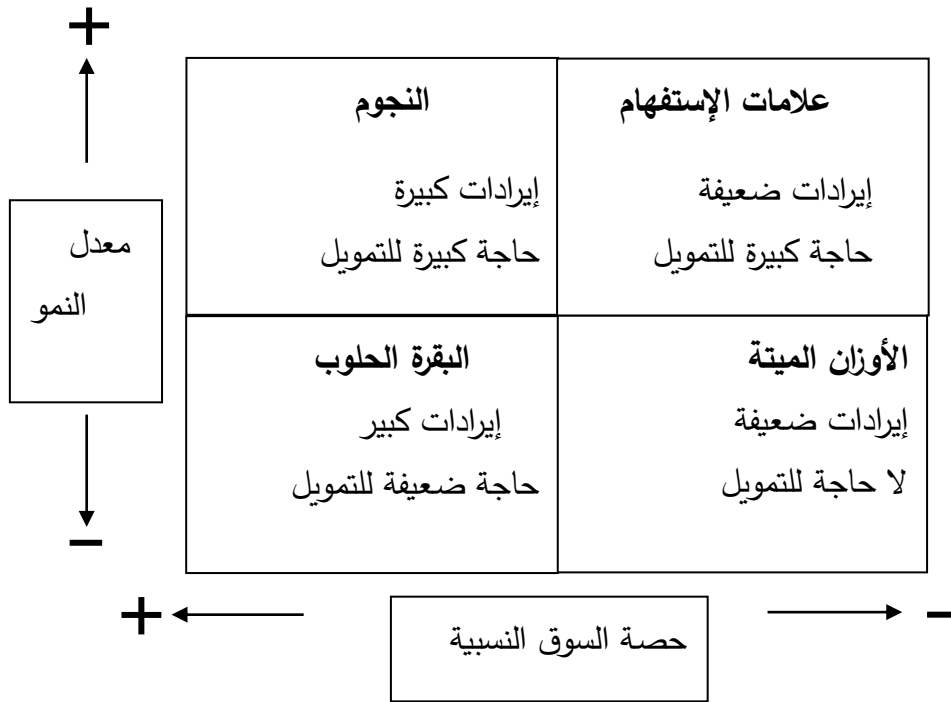 +
علامات الإستفهام
إيرادات ضعيفة
حاجة كبيرة للتمويل
النجوم
إيرادات كبيرة
حاجة كبيرة للتمويل
معدل
النمو
الأوزان الميتة
إيرادات ضعيفة
لا حاجة للتمويل
البقرة الحلوب
إيرادات كبير
حاجة ضعيفة للتمويل
−
−
حصة السوق النسبية
+